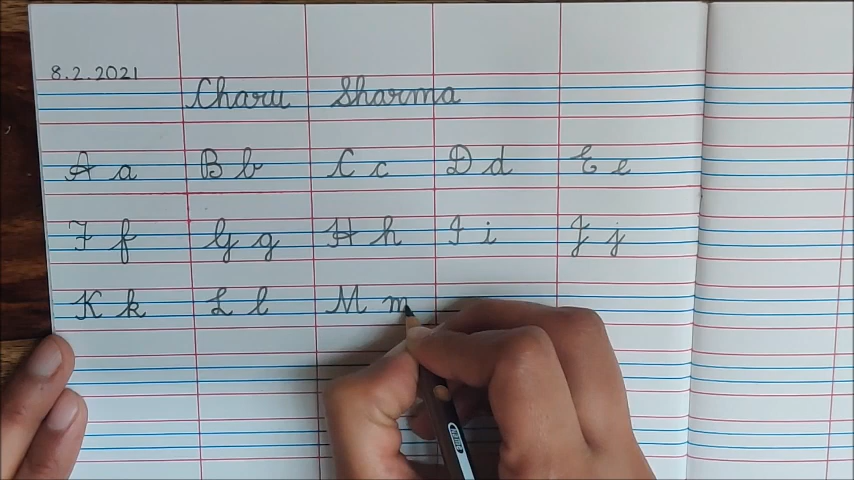 8.2.2021
Charu Sharma
A a B b C c D d E e
F f G g H h I i J j
K k L l M m